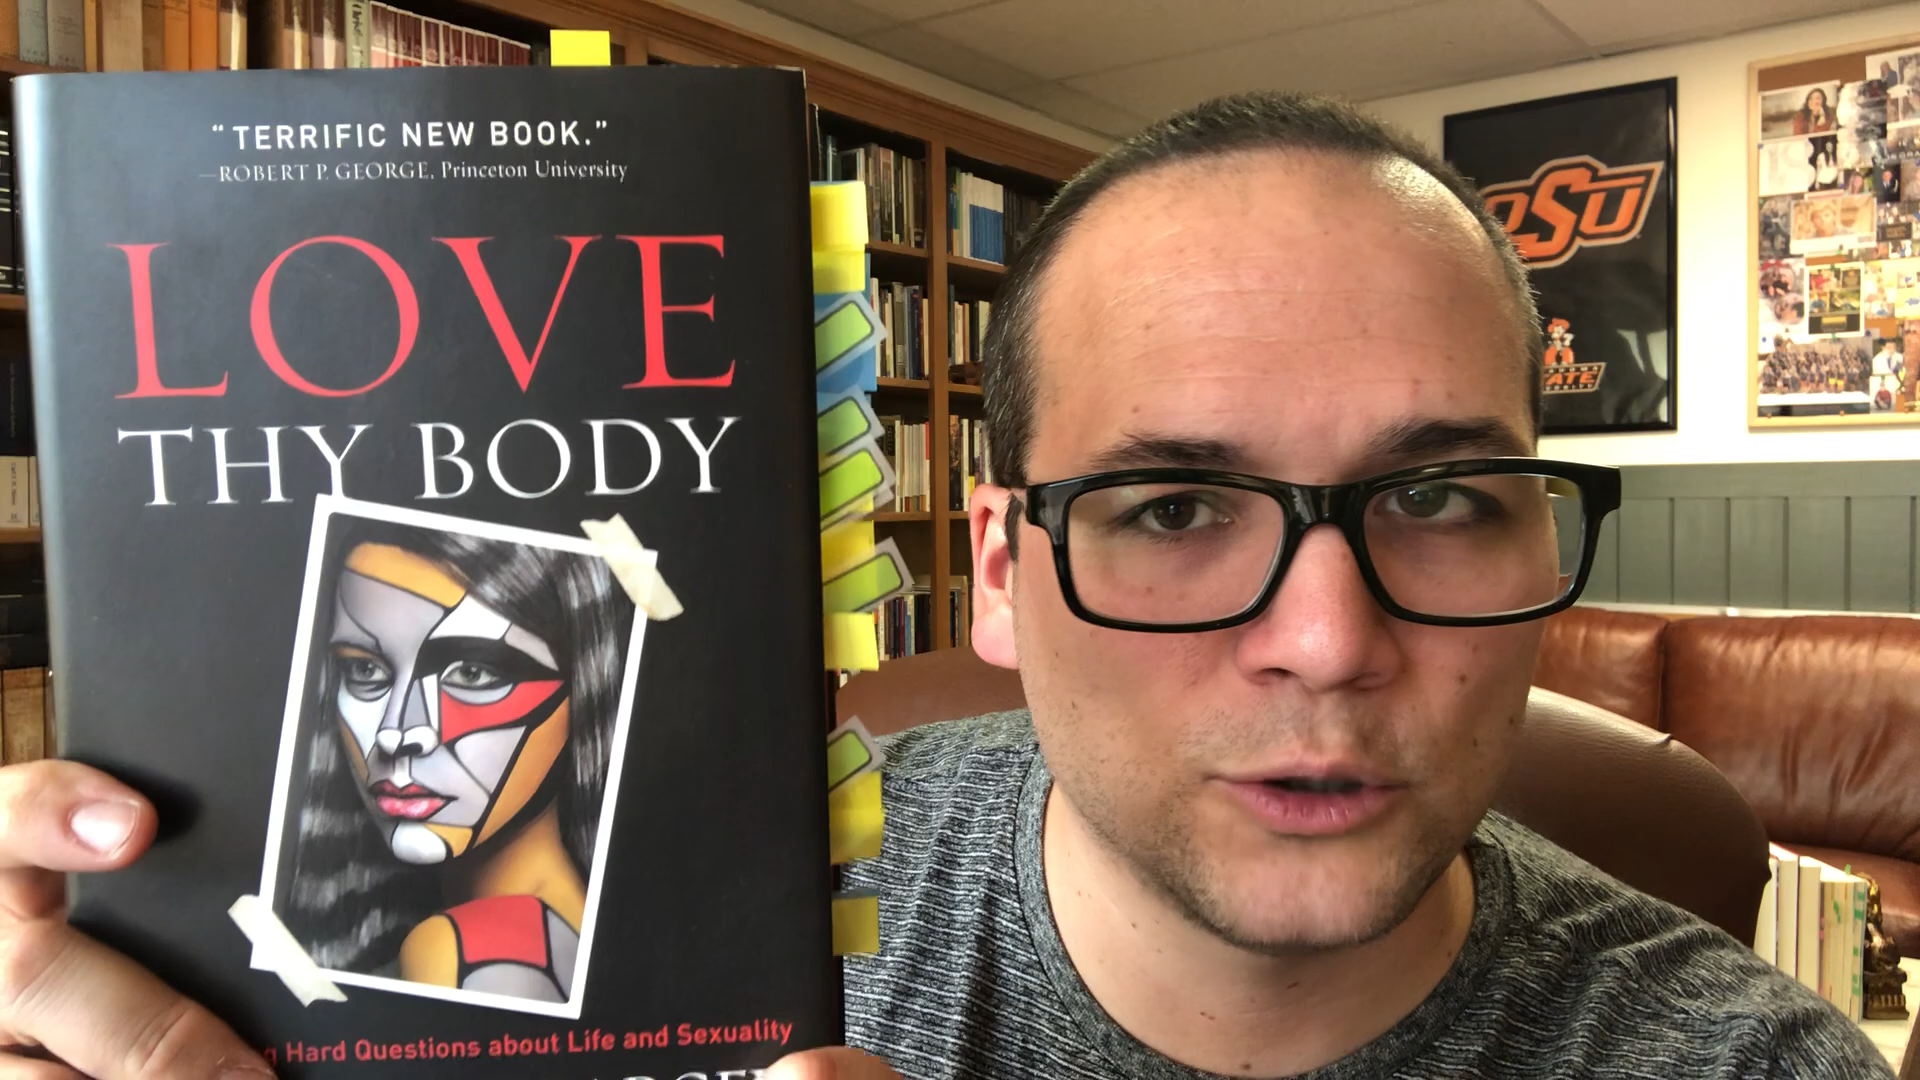 “TERRIFIC NEW BOOK.”
—ROBERT P. GEORGE, Princeton University
LOVE
THY BODY
Hard Questions about Life and Sexuality
OSU